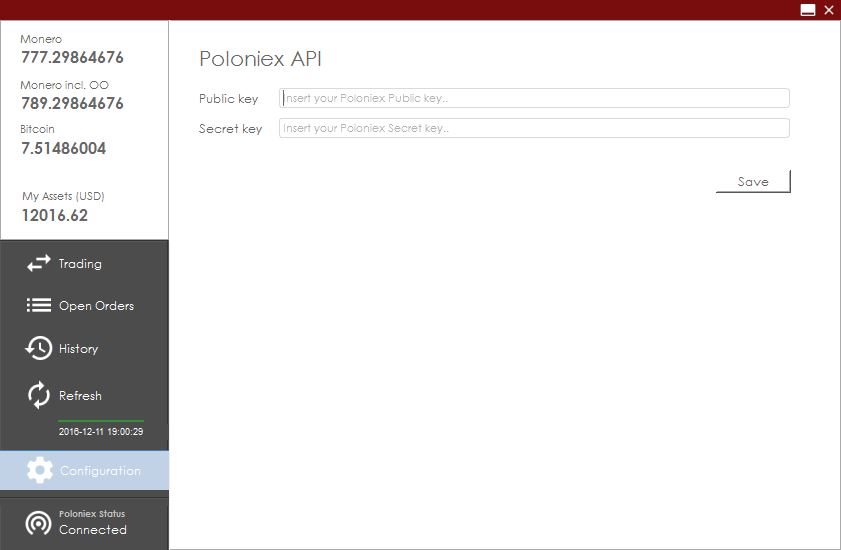 Monero
777.29864676
Monero incl. OO
789.29864676
Bitcoin
7.51486004
My Assets (USD)
12016.62
Trading
Open Orders
History
Refresh
2016-12-11 19:00:29
Configuration
Poloniex Status
Connected
Poloniex API
Public key
Insert your Poloniex Public key..
Secret key
Insert your Poloniex Secret key..
Save